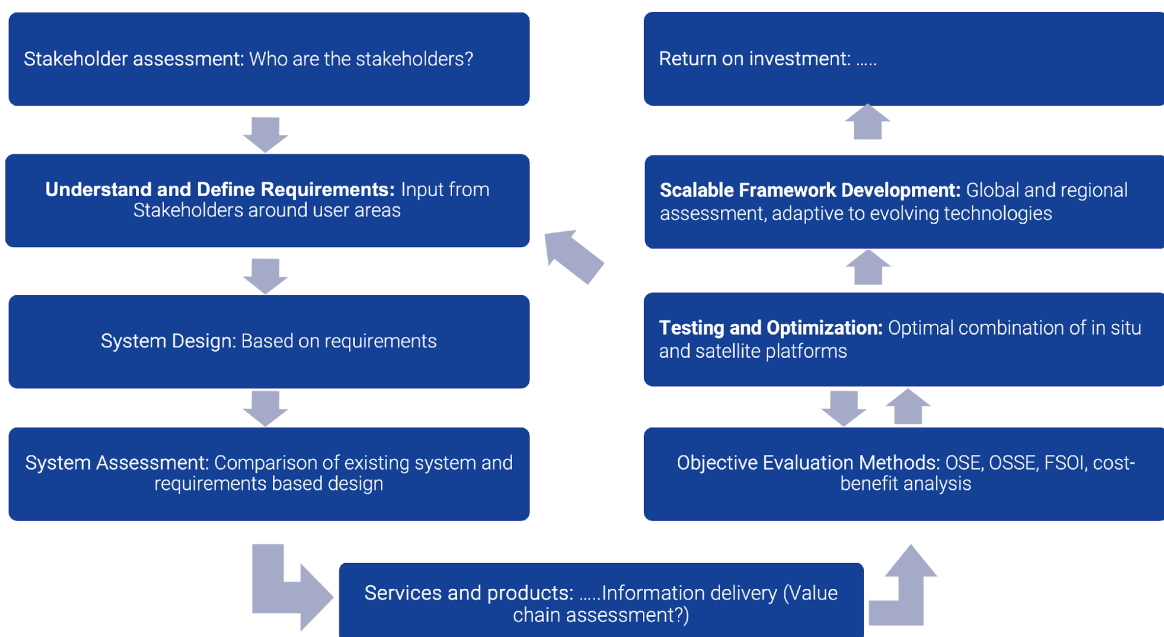 Stakeholder assessment: Who are the stakeholders?
Understand and Define Requirements: Input from
Stakeholders around user areas
System Design: Based on requirements
System Assessment: Comparison of existing system and
requirements based design
Services and products: .....Information delivery (Value
chain assessment?)
Objective Evaluation Methods: OSE, OSSE, FSOI, cost-
benefit analysis
Testing and Optimization: Optimal combination of in situ
and satellite platforms
Scalable Framework Development: Global and regional
assessment, adaptive to evolving technologies
Return on investment: .....